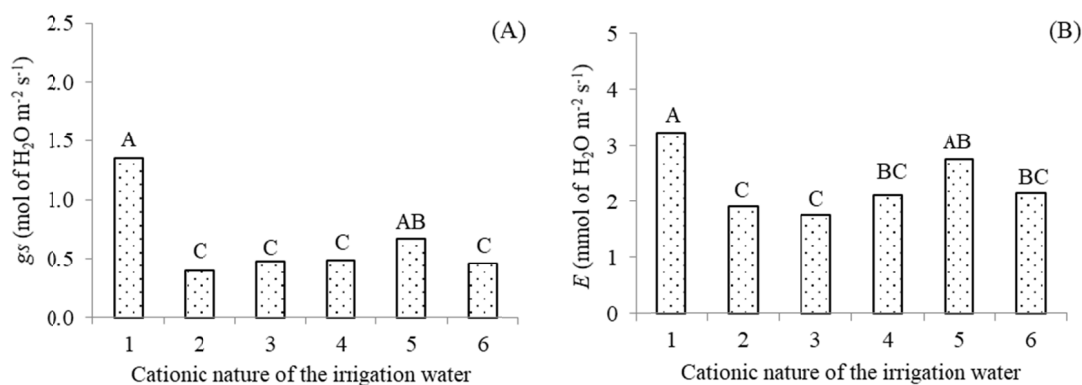 (A)
gs (mol of H₂O m⁻² s⁻¹)
2.5
2.0
1.5
1.0
0.5
0.0
A
C
C
C
AB
C
1 2 3 4 5 6
Cationic nature of the irrigation water
(B)
E (mmol of H₂O m⁻² s⁻¹)
5
4
3
2
1
0
A
C
C
BC
AB
BC
1 2 3 4 5 6
Cationic nature of the irrigation water